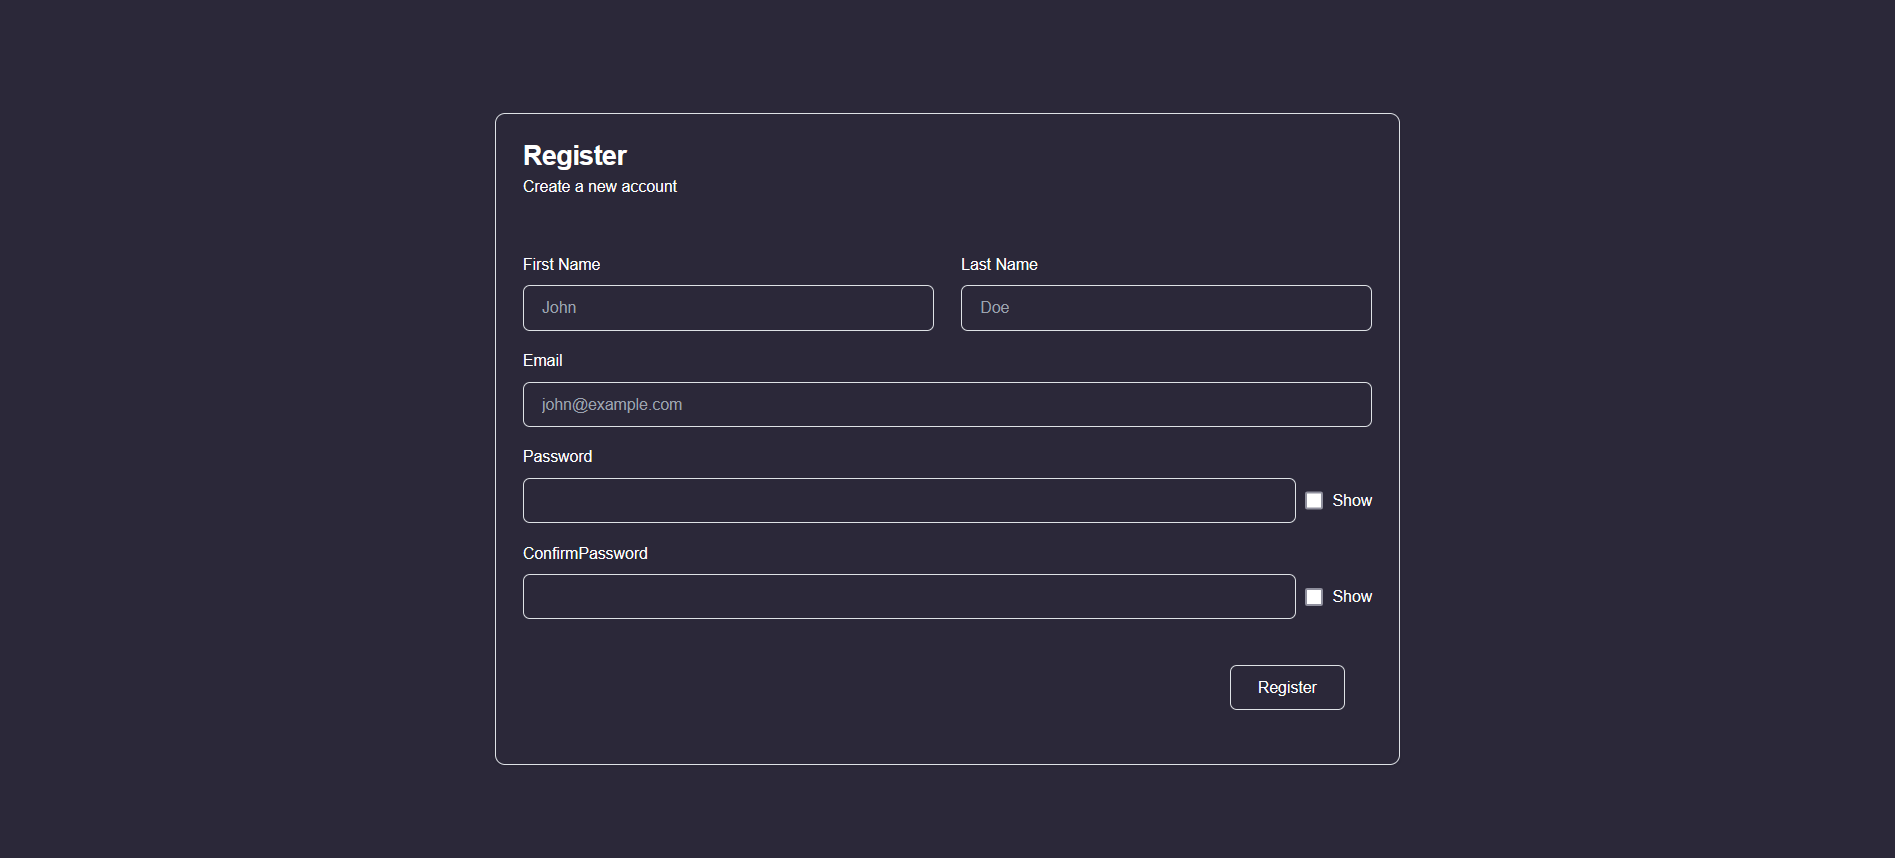 Register
Create a new account
First Name
Last Name
John
Doe
Email
john@example.com
Password
Show
ConfirmPassword
Show
Register